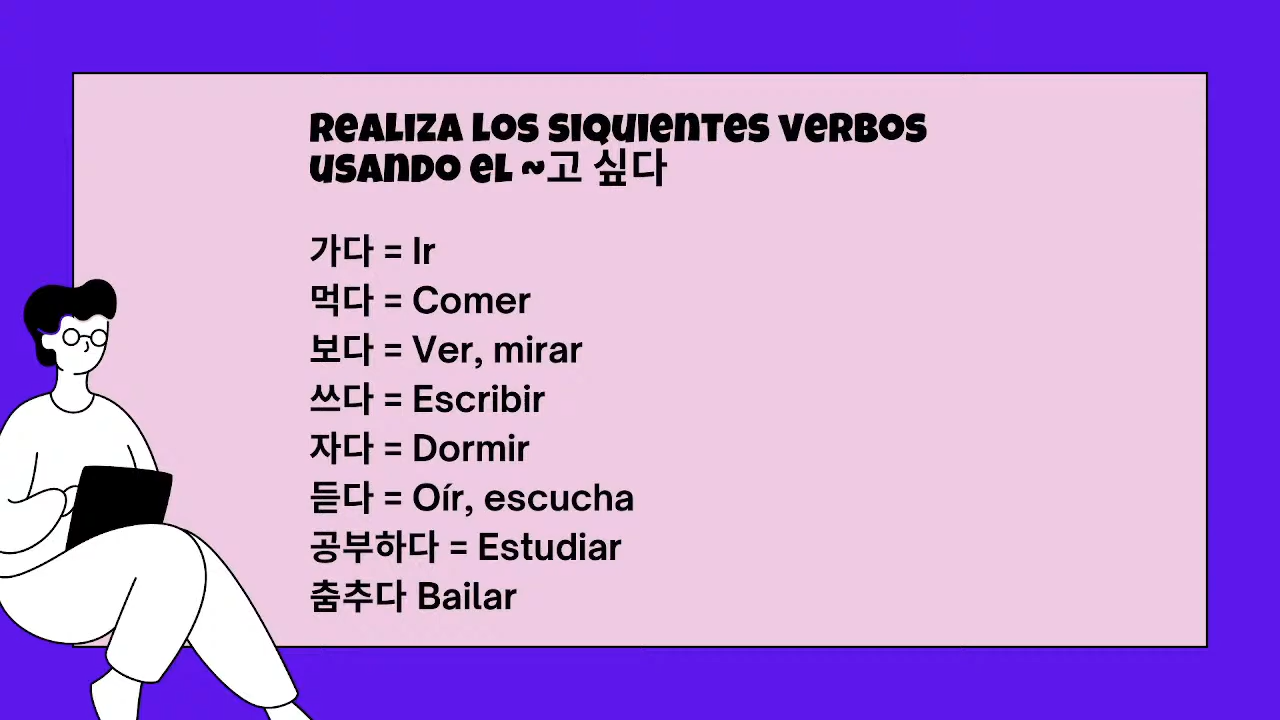 Realiza los siquientes verbos
usando el ~고 싶다
가다 = Ir
먹다 = Comer
보다 = Ver, mirar
쓰다 = Escribir
자다 = Dormir
듣다 = Oír, escucha
공부하다 = Estudiar
춤추다 Bailar